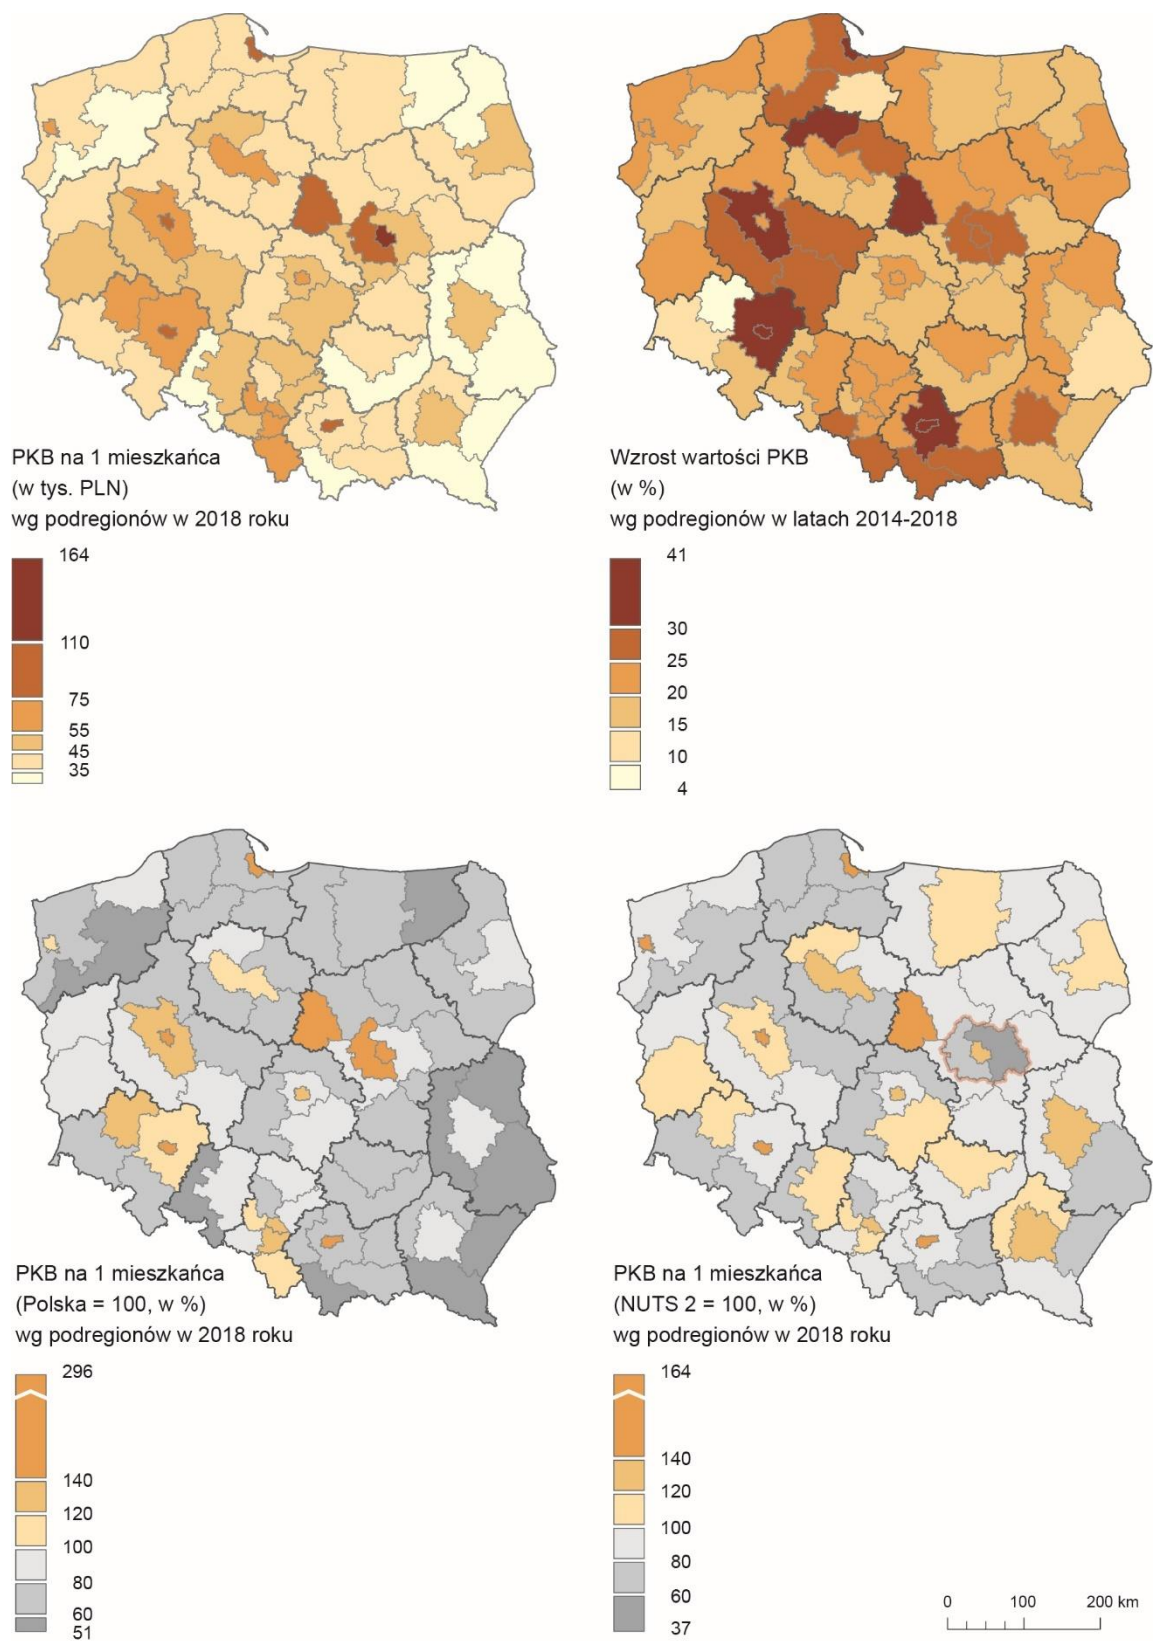 PKB na 1 mieszkańca
(w tys. PLN)
wg podregionów w 2018 roku
164
110
75
55
45
35
Wzrost wartości PKB
(w %)
wg podregionów w latach 2014-2018
41
30
25
20
15
10
4
PKB na 1 mieszkańca
(Polska = 100, w %)
wg podregionów w 2018 roku
296
140
120
100
80
60
51
PKB na 1 mieszkańca
(NUTS 2 = 100, w %)
wg podregionów w 2018 roku
164
140
120
100
80
60
37
0 100 200 km